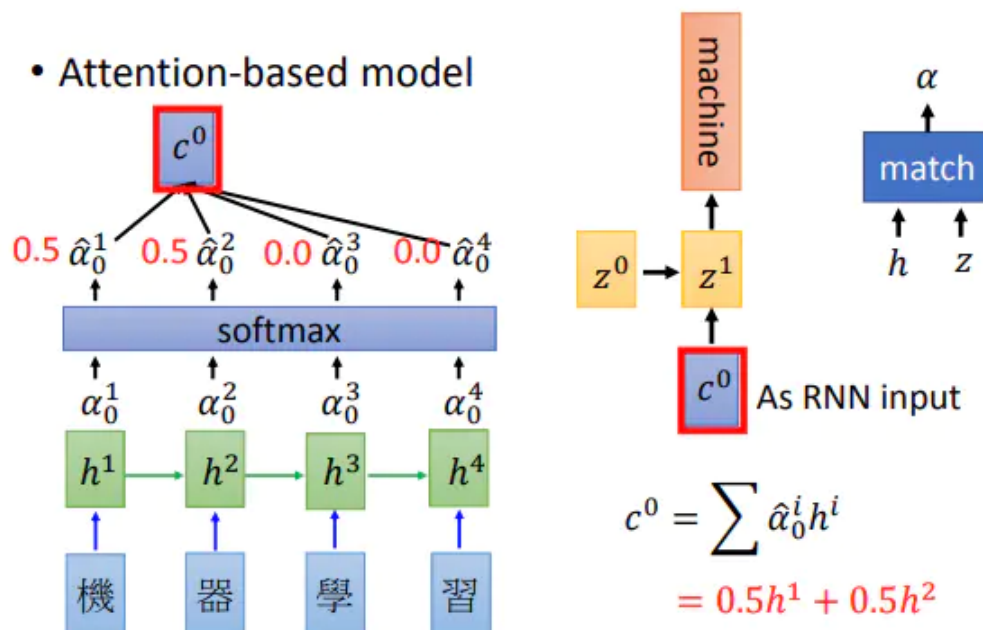 • Attention-based model
c⁰
0.5 α̂₀¹ 0.5 α̂₀² 0.0 α̂₀³ 0.0 α̂₀⁴
softmax
α₀¹ α₀² α₀³ α₀⁴
h¹ h² h³ h⁴
機 器 學 習
machine
z⁰ z¹
c⁰ As RNN input
α
match
h z
c⁰ = ∑ α̂₀ⁱhⁱ
= 0.5h¹ + 0.5h²